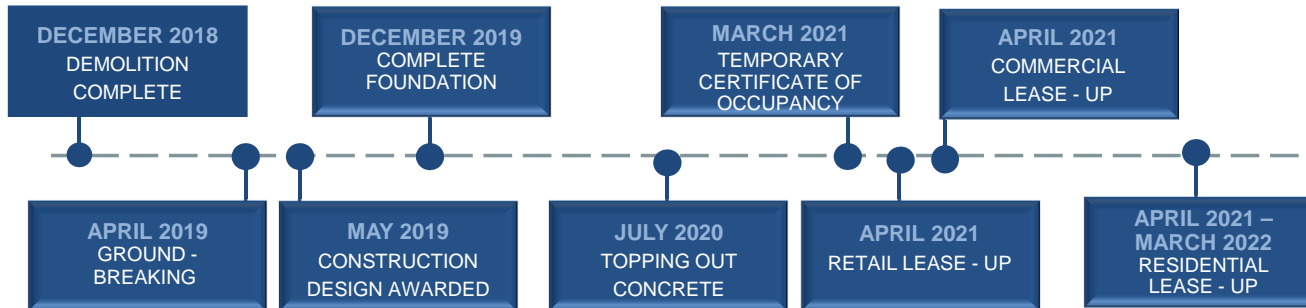 DECEMBER 2018
DEMOLITION
COMPLETE
DECEMBER 2019
COMPLETE
FOUNDATION
MARCH 2021
TEMPORARY
CERTIFICATE OF
OCCUPANCY
APRIL 2021
COMMERCIAL
LEASE - UP
APRIL 2019
GROUND -
BREAKING
MAY 2019
CONSTRUCTION
DESIGN AWARDED
JULY 2020
TOPPING OUT
CONCRETE
APRIL 2021
RETAIL LEASE - UP
APRIL 2021 –
MARCH 2022
RESIDENTIAL
LEASE - UP